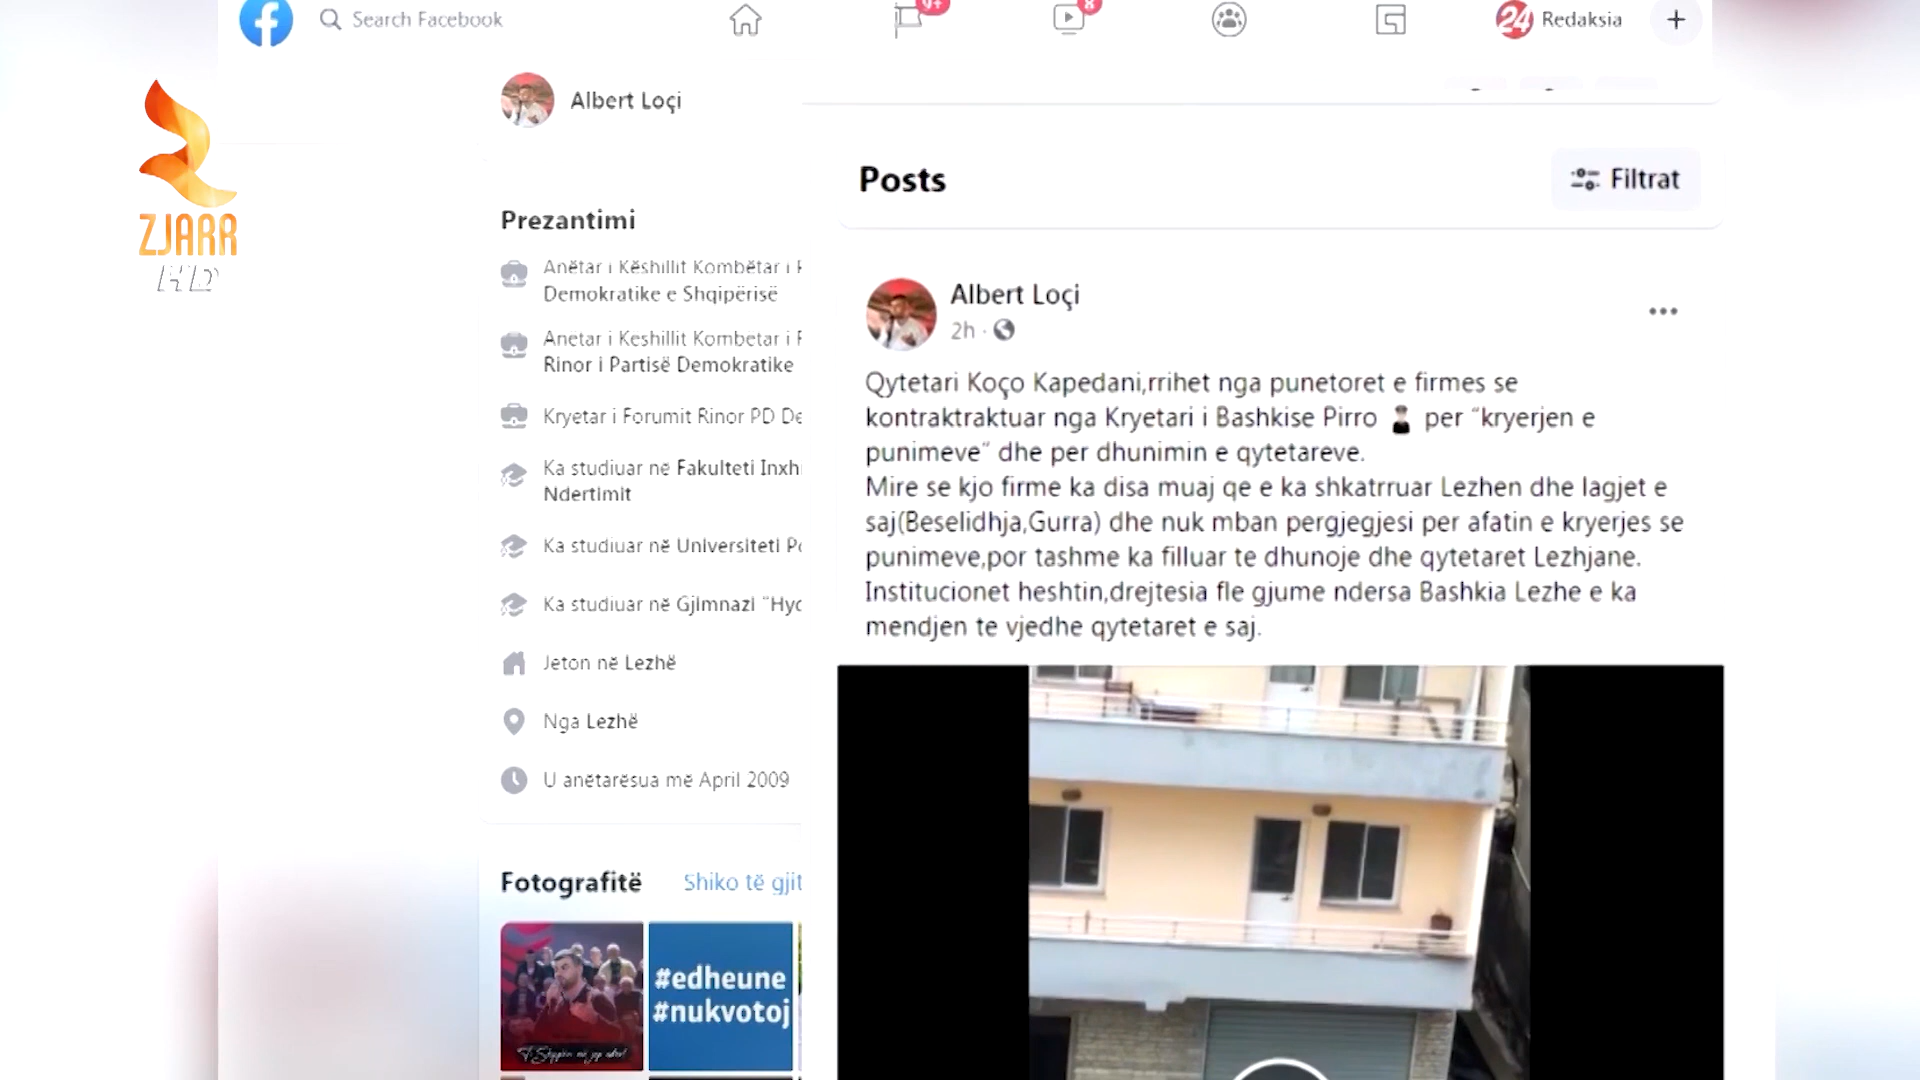 Search Facebook
9+
8
24 Redaksia
Albert Loçi
ZJARR
HD
Prezantimi
Anëtar i Këshillit Kombëtar i
Demokratike e Shqipërisë
Anetar i Keshillit Kombetar i
Rinor i Partisë Demokratike
Kryetar i Forumit Rinor PD
Ka studiuar në Fakulteti
Ndertimit
Ka studiuar në Universiteti
Ka studiuar në Gjimnazi
Jeton në Lezhë
Nga Lezhë
U anëtarësua më April 2009
Fotografitë
Shiko të
#edheune
#nukvotoj
Posts
Filtrat
Albert Loçi
2h ·
Qytetari Koço Kapedani,rrihet nga punetoret e firmes se
kontraktraktuar nga Kryetari i Bashkise Pirro per “kryerjen e
punimeve” dhe per dhunimin e qytetareve.
Mire se kjo firme ka disa muaj qe e ka shkatrruar Lezhen dhe lagjet e
saj(Beselidhja,Gurra) dhe nuk mban pergjegjesi per afatin e kryerjes se
punimeve,por tashme ka filluar te dhunoje dhe qytetaret Lezhjane.
Institucionet heshtin,drejtesia fle gjume ndersa Bashkia Lezhe e ka
mendjen te vjedhe qytetaret e saj.